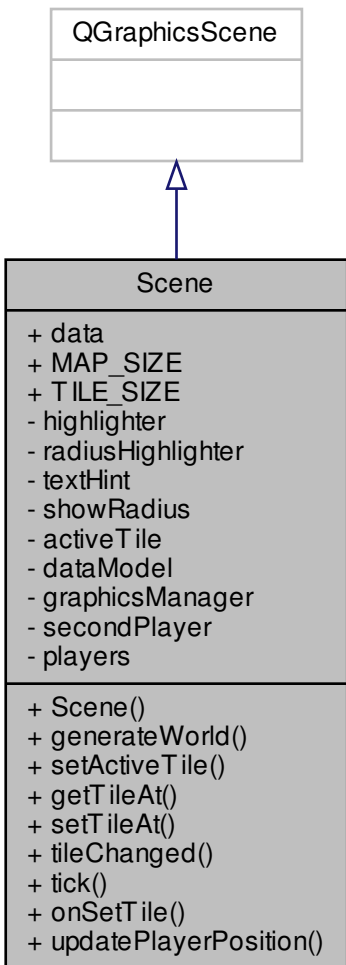 QGraphicsScene
Scene
+ data
+ MAP_SIZE
+ TILE_SIZE
- highlighter
- radiusHighlighter
- textHint
- showRadius
- activeTile
- dataModel
- graphicsManager
- secondPlayer
- players
+ Scene()
+ generateWorld()
+ setActiveTile()
+ getTileAt()
+ setTileAt()
+ tileChanged()
+ tick()
+ onSetTile()
+ updatePlayerPosition()